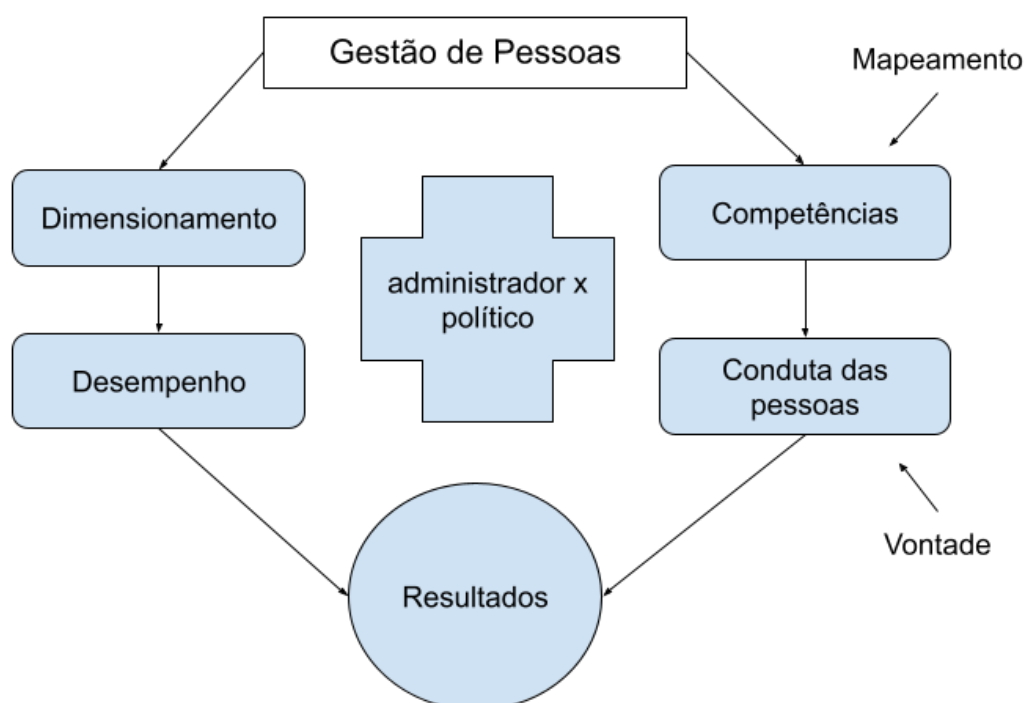 Gestão de Pessoas
Mapeamento
Dimensionamento
Competências
administrador x
político
Desempenho
Conduta das
pessoas
Vontade
Resultados